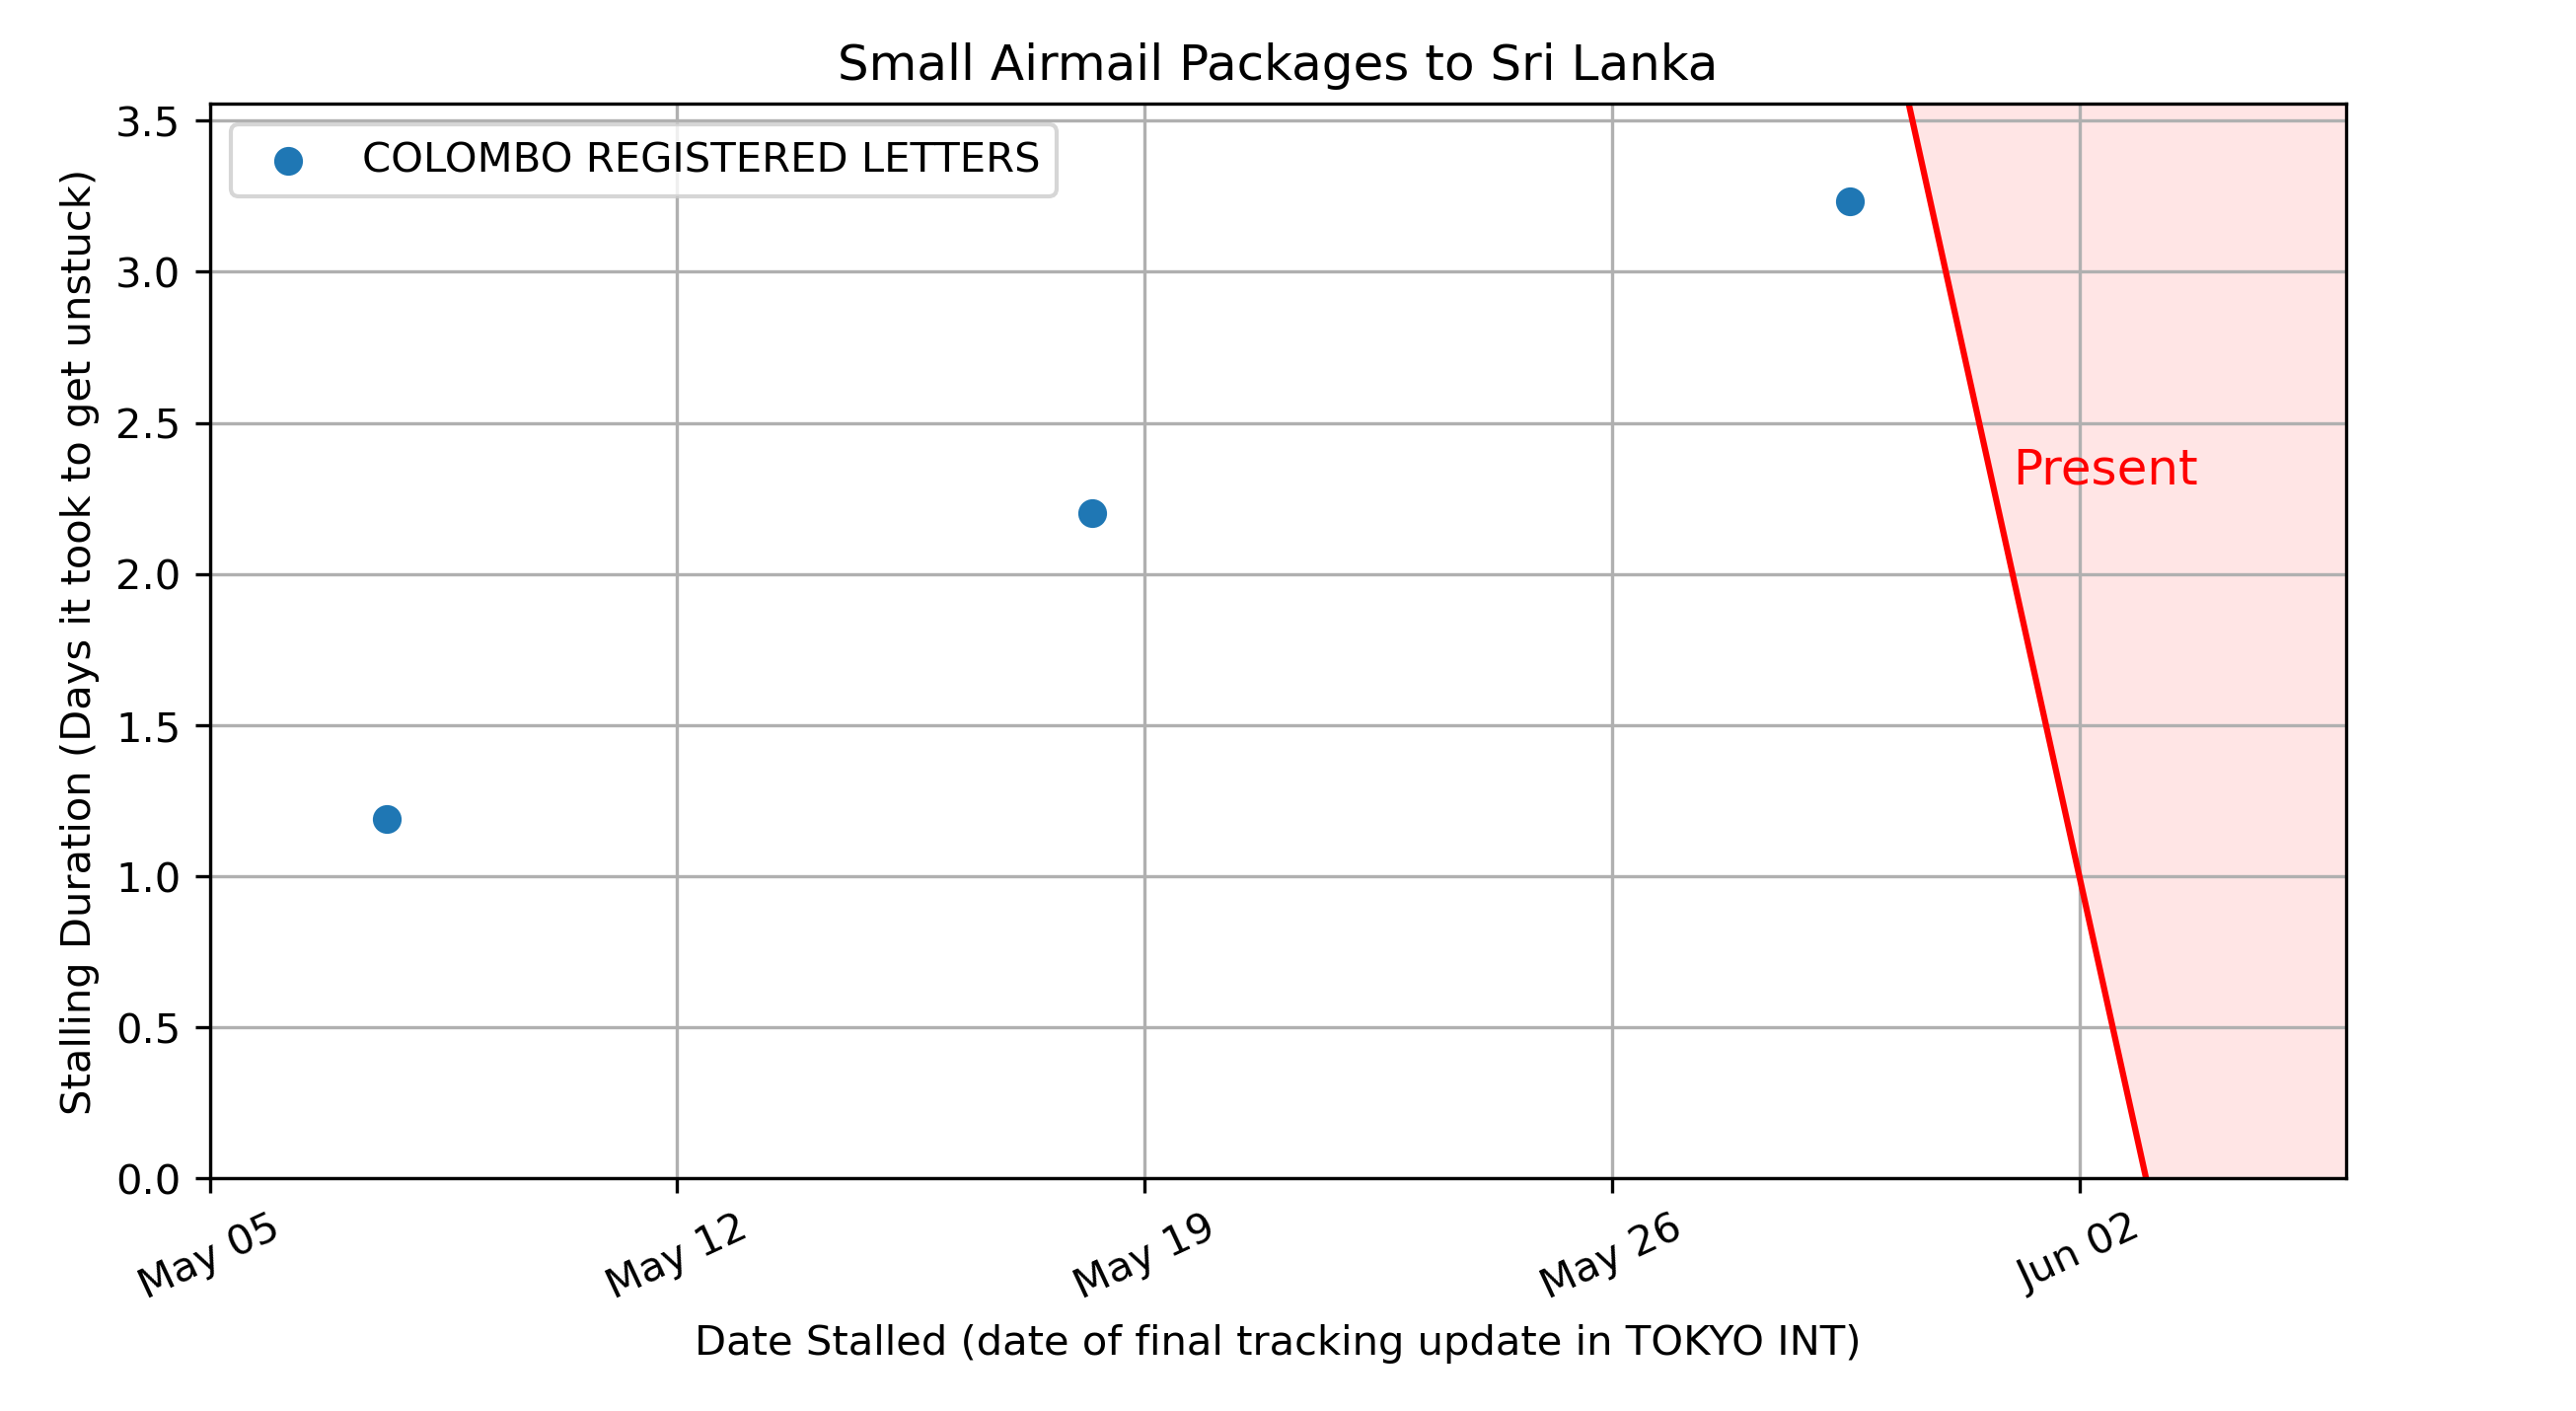 Small Airmail Packages to Sri Lanka
COLOMBO REGISTERED LETTERS
Stalling Duration (Days it took to get unstuck)
3.5
3.0
2.5
2.0
1.5
1.0
0.5
0.0
Present
May 05
May 12
May 19
May 26
Jun 02
Date Stalled (date of final tracking update in TOKYO INT)